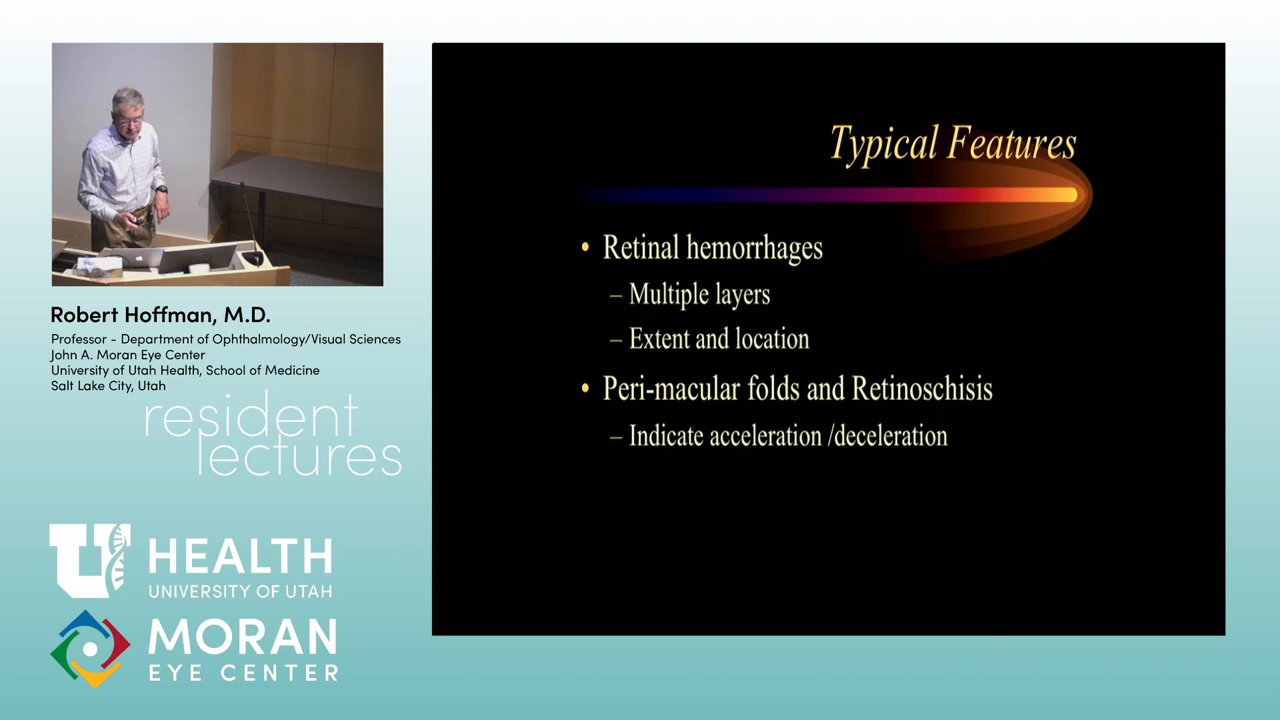 Typical Features
• Retinal hemorrhages
– Multiple layers
– Extent and location
• Peri-macular folds and Retinoschisis
– Indicate acceleration /deceleration
Robert Hoffman, M.D.
Professor - Department of Ophthalmology/Visual Sciences
John A. Moran Eye Center
University of Utah Health, School of Medicine
Salt Lake City, Utah
resident
lectures
U HEALTH
UNIVERSITY OF UTAH
MORAN
EYE CENTER